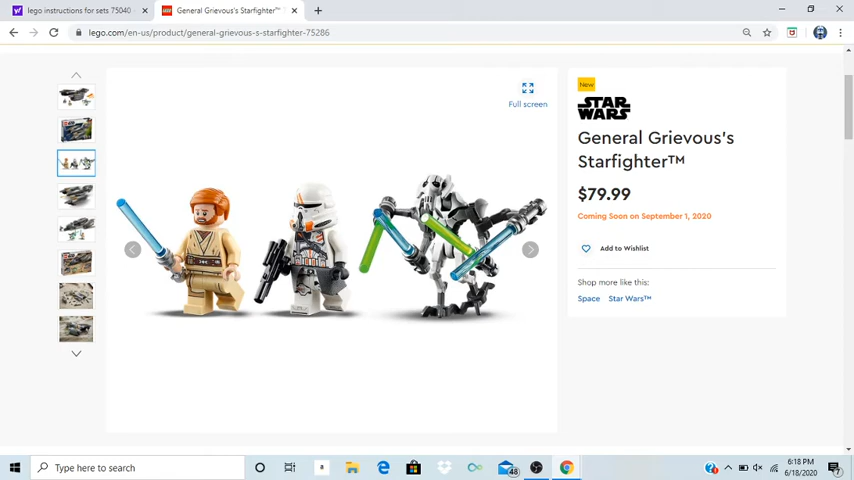 lego instructions for sets 75040
General Grievous's Starfighter™
lego.com/en-us/product/general-grievous-s-starfighter-75286
Full screen
New
STAR
WARS
General Grievous's
Starfighter™
$79.99
Coming Soon on September 1, 2020
Add to Wishlist
Shop more like this:
Space Star Wars™
Type here to search
48
6:18 PM
6/18/2020
7